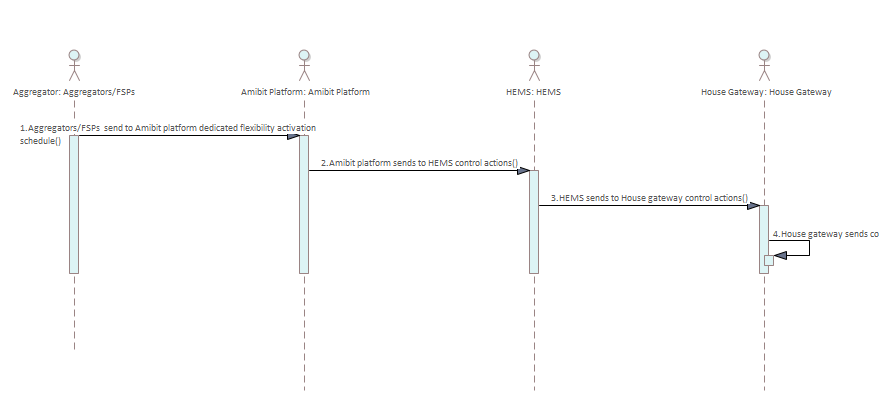 Aggregator: Aggregators/FSPs
Amibit Platform: Amibit Platform
HEMS: HEMS
House Gateway: House Gateway
1.Aggregators/FSPs send to Amibit platform dedicated flexibility activation
schedule()
2.Amibit platform sends to HEMS control actions()
3.HEMS sends to House gateway control actions()
4.House gateway sends co